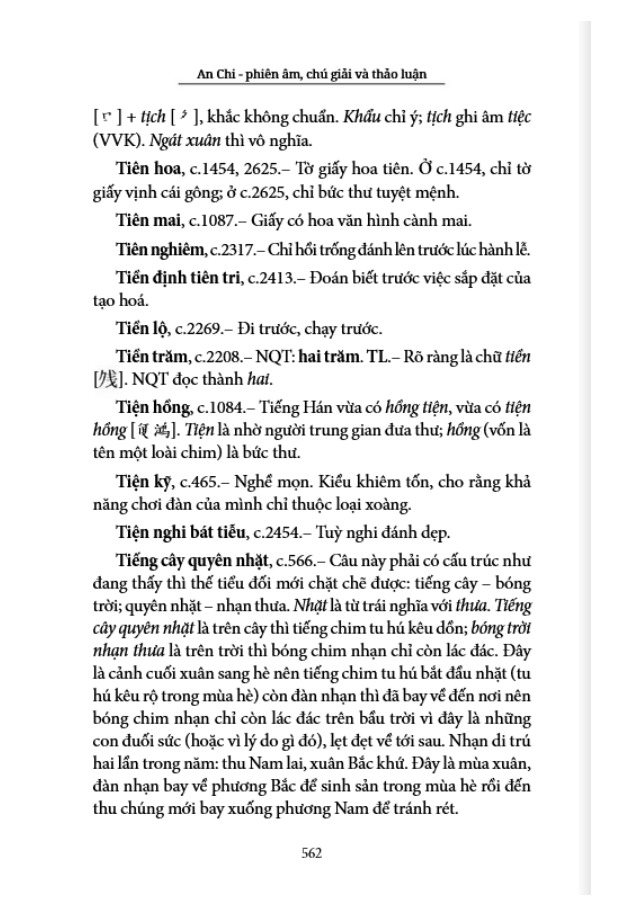 An Chi - phiên âm, chú giải và thảo luận
[ ] + tịch [ ], khắc không chuẩn. Khẩu chỉ ý; tịch ghi âm tiệc
(VVK). Ngát xuân thì vô nghĩa.
Tiên hoa, c.1454, 2625.– Tờ giấy hoa tiên. Ở c.1454, chỉ tờ
giấy vịnh cái gông; ở c.2625, chỉ bức thư tuyệt mệnh.
Tiên mai, c.1087.– Giấy có hoa văn hình cành mai.
Tiên nghiêm, c.2317.– Chỉ hồi trống đánh lên trước lúc hành lễ.
Tiền định tiên tri, c.2413.– Đoán biết trước việc sắp đặt của
tạo hoá.
Tiền lộ, c.2269.– Đi trước, chạy trước.
Tiền trăm, c.2208.– NQT: hai trăm. TL.– Rõ ràng là chữ tiền
[ ]. NQT đọc thành hai.
Tiện hồng, c.1084.– Tiếng Hán vừa có hồng tiện, vừa có tiện
hồng [ 鴻]. Tiện là nhờ người trung gian đưa thư; hồng (vốn là
tên một loài chim) là bức thư.
Tiện kỹ, c.465.– Nghề mọn. Kiều khiêm tốn, cho rằng khả
năng chơi đàn của mình chỉ thuộc loại xoàng.
Tiện nghi bát tiễu, c.2454.– Tuỳ nghi đánh dẹp.
Tiếng cây quyên nhặt, c.566.– Câu này phải có cấu trúc như
đang thấy thì thế tiểu đối mới chặt chẽ được: tiếng cây – bóng
trời; quyên nhặt – nhạn thưa. Nhặt là từ trái nghĩa với thưa. Tiếng
cây quyên nhặt là trên cây thì tiếng chim tu hú kêu dồn; bóng trời
nhạn thưa là trên trời thì bóng chim nhạn chỉ còn lác đác. Đây
là cảnh cuối xuân sang hè nên tiếng chim tu hú bắt đầu nhặt (tu
hú kêu rộ trong mùa hè) còn đàn nhạn thì đã bay về đến nơi nên
bóng chim nhạn chỉ còn lác đác trên bầu trời vì đây là những
con đuối sức (hoặc vì lý do gì đó), lẹt đẹt về tới sau. Nhạn di trú
hai lần trong năm: thu Nam lai, xuân Bắc khứ. Đây là mùa xuân,
đàn nhạn bay về phương Bắc để sinh sản trong mùa hè rồi đến
thu chúng mới bay xuống phương Nam để tránh rét.
562